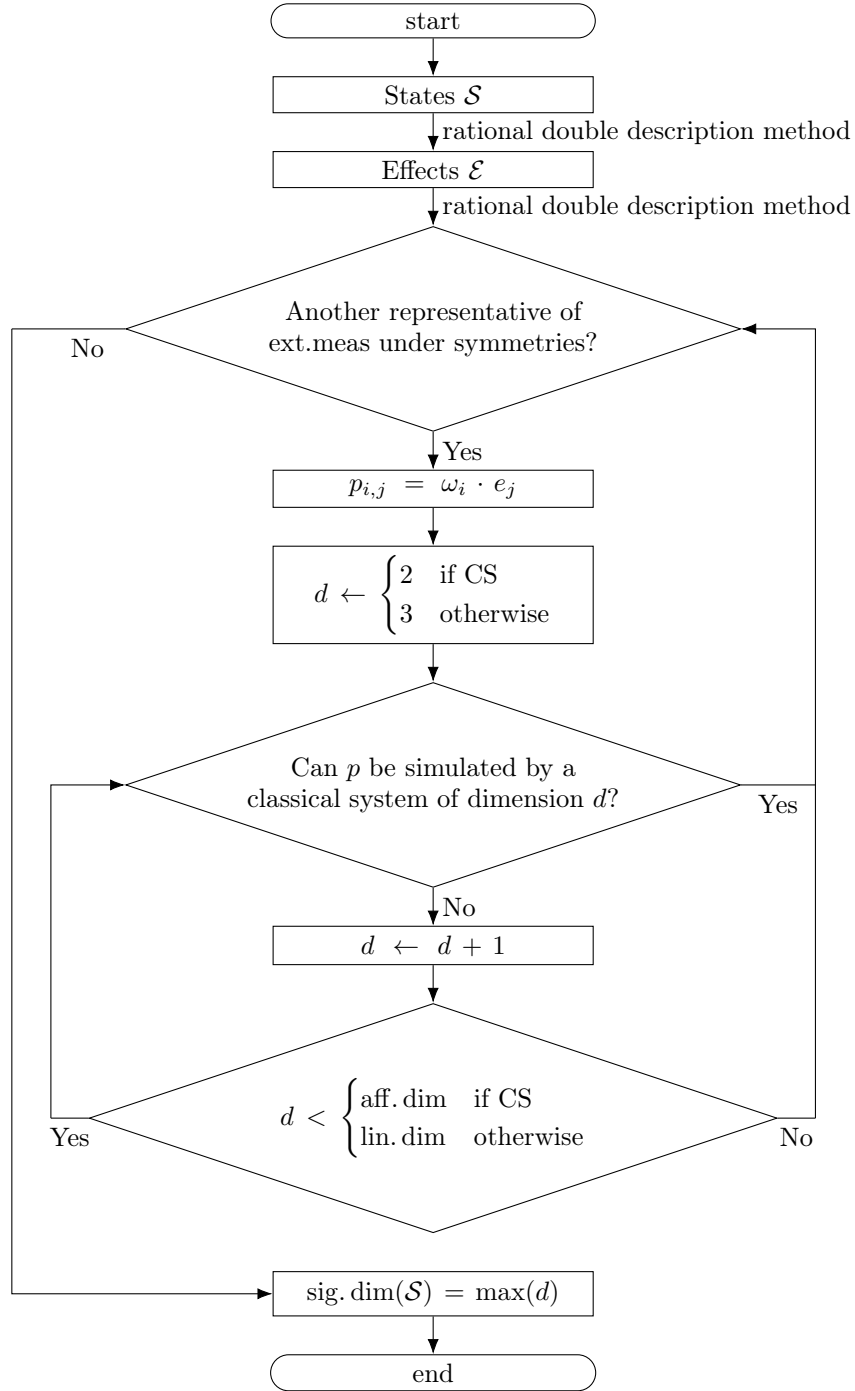 start
States 𝒮
rational double description method
Effects ℰ
rational double description method
Another representative of
ext.meas under symmetries?
No
Yes
p_{i,j} = ω_i · e_j
d ← { 2 if CS
3 otherwise
Can p be simulated by a
classical system of dimension d?
Yes
No
d ← d + 1
d < { aff. dim if CS
lin. dim otherwise
Yes
No
sig. dim(𝒮) = max(d)
end